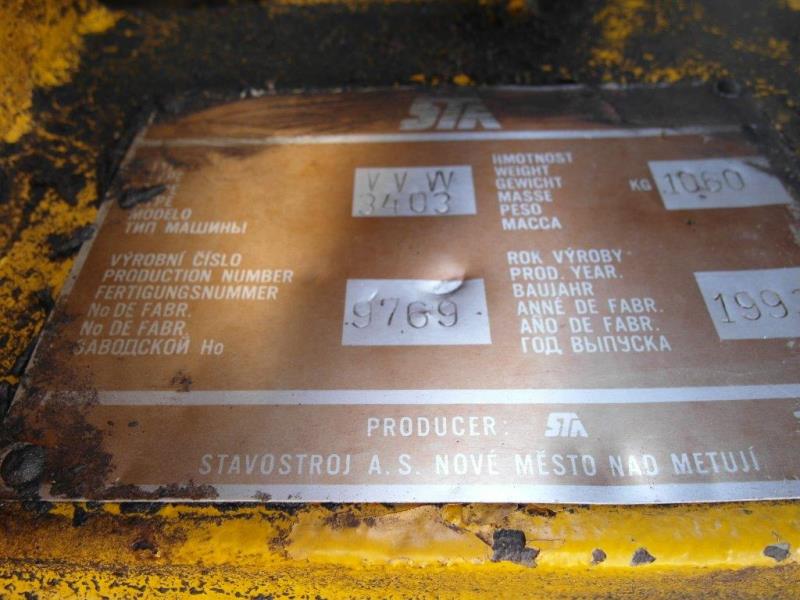 STA
MODELO
ТИП МАШИНЫ
VVW
3403
HMOTNOST
WEIGHT
GEWICHT
MASSE
PESO
МАССА
KG 1060
VÝROBNÍ ČÍSLO
PRODUCTION NUMBER
FERTIGUNGSNUMMER
No DE FABR.
No DE FABR.
ЗАВОДСКОЙ Но
9769
ROK VÝROBY
PROD. YEAR.
BAUJAHR
ANNÉ DE FABR.
AÑO DE FABR.
ГОД ВЫПУСКА
PRODUCER: STA
STAVOSTROJ A.S. NOVÉ MĚSTO NAD METUJÍ